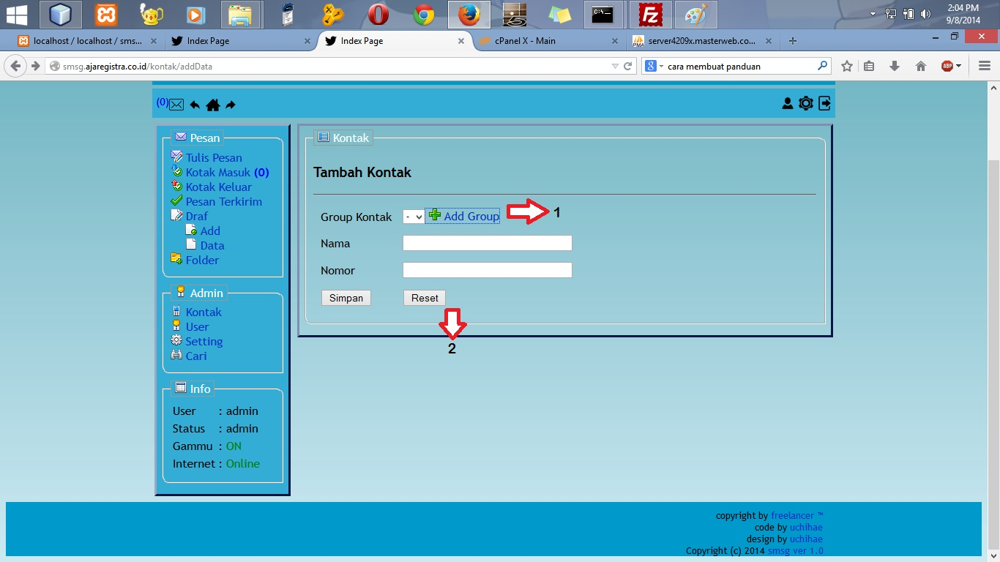 2:04 PM
9/8/2014
localhost / localhost / sms...
Index Page
Index Page
cPanel X - Main
server4209x.masterweb.co...
smsg.ajaregistra.co.id/kontak/addData
cara membuat panduan
(0)
Pesan
Tulis Pesan
Kotak Masuk (0)
Kotak Keluar
Pesan Terkirim
Draf
Add
Data
Folder
Admin
Kontak
User
Setting
Cari
Info
User : admin
Status : admin
Gammu : ON
Internet : Online
Kontak
Tambah Kontak
Group Kontak - Add Group 1
Nama
Nomor
Simpan Reset
2
copyright by freelancer ™
code by uchihae
design by uchihae
Copyright (c) 2014 smsg ver 1.0